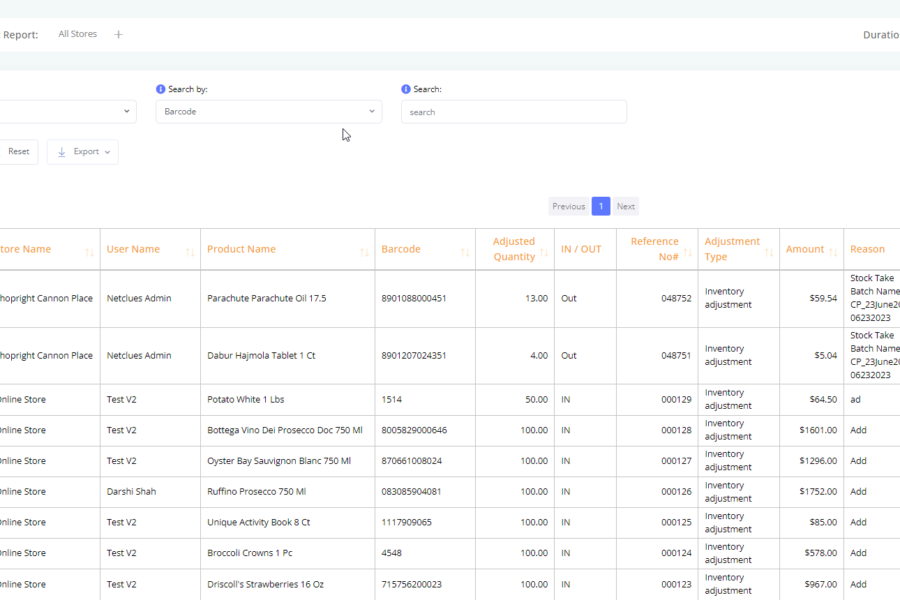 Report: All Stores + Duratio
Search by: Search:
Barcode search
Reset Export
Previous 1 Next
tore Name User Name Product Name Barcode Adjusted Quantity IN / OUT Reference No# Adjustment Type Amount Reason
hopright Cannon Place Netclues Admin Parachute Parachute Oil 17.5 8901088000451 13.00 Out 048752 Inventory adjustment $59.54 Stock Take Batch Name CP_23June20 06232023
hopright Cannon Place Netclues Admin Dabur Hajmola Tablet 1 Ct 8901207024351 4.00 Out 048751 Inventory adjustment $5.04 Stock Take Batch Name CP_23June20 06232023
Online Store Test V2 Potato White 1 Lbs 1514 50.00 IN 000129 Inventory adjustment $64.50 ad
Online Store Test V2 Bottega Vino Dei Prosecco Doc 750 Ml 8005829000646 100.00 IN 000128 Inventory adjustment $1601.00 Add
Online Store Test V2 Oyster Bay Sauvignon Blanc 750 Ml 870661008024 100.00 IN 000127 Inventory adjustment $1296.00 Add
Online Store Darshi Shah Ruffino Prosecco 750 Ml 083085904081 100.00 IN 000126 Inventory adjustment $1752.00 Add
Online Store Test V2 Unique Activity Book 8 Ct 1117909065 100.00 IN 000125 Inventory adjustment $85.00 Add
Online Store Test V2 Broccoli Crowns 1 Pc 4548 100.00 IN 000124 Inventory adjustment $578.00 Add
Online Store Test V2 Driscoll's Strawberries 16 Oz 715756200023 100.00 IN 000123 Inventory adjustment $967.00 Add